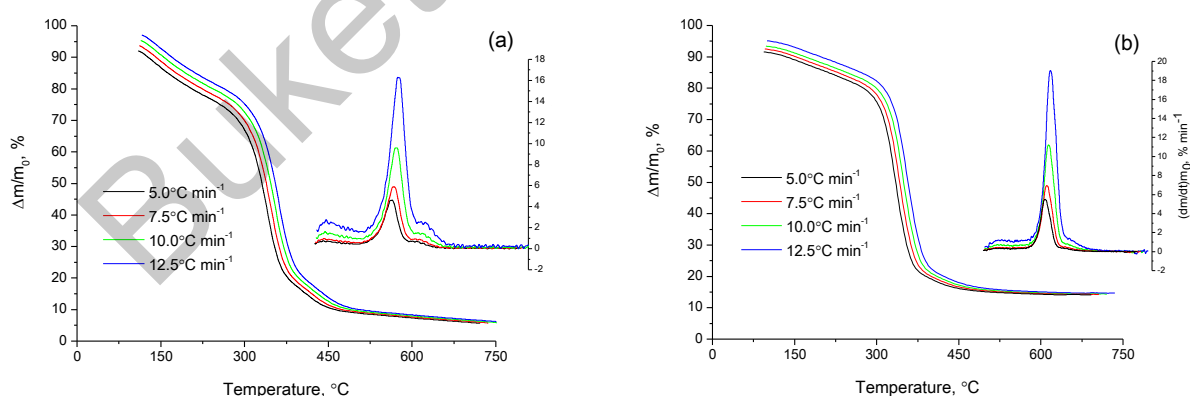 (a)
100
90
80
70
60
50
40
30
20
10
0
Δm/m₀, %
5.0°C min⁻¹
7.5°C min⁻¹
10.0°C min⁻¹
12.5°C min⁻¹
18
16
14
12
10
8
6
4
2
0
-2
0 150 300 450 600 750
Temperature, °C
(b)
100
90
80
70
60
50
40
30
20
10
0
Δm/m₀, %
5.0°C min⁻¹
7.5°C min⁻¹
10.0°C min⁻¹
12.5°C min⁻¹
20
18
16
14
12
10
8
6
4
2
0
-2
(dm/dt)m₀, % min⁻¹
0 150 300 450 600 750
Temperature, °C
Buket